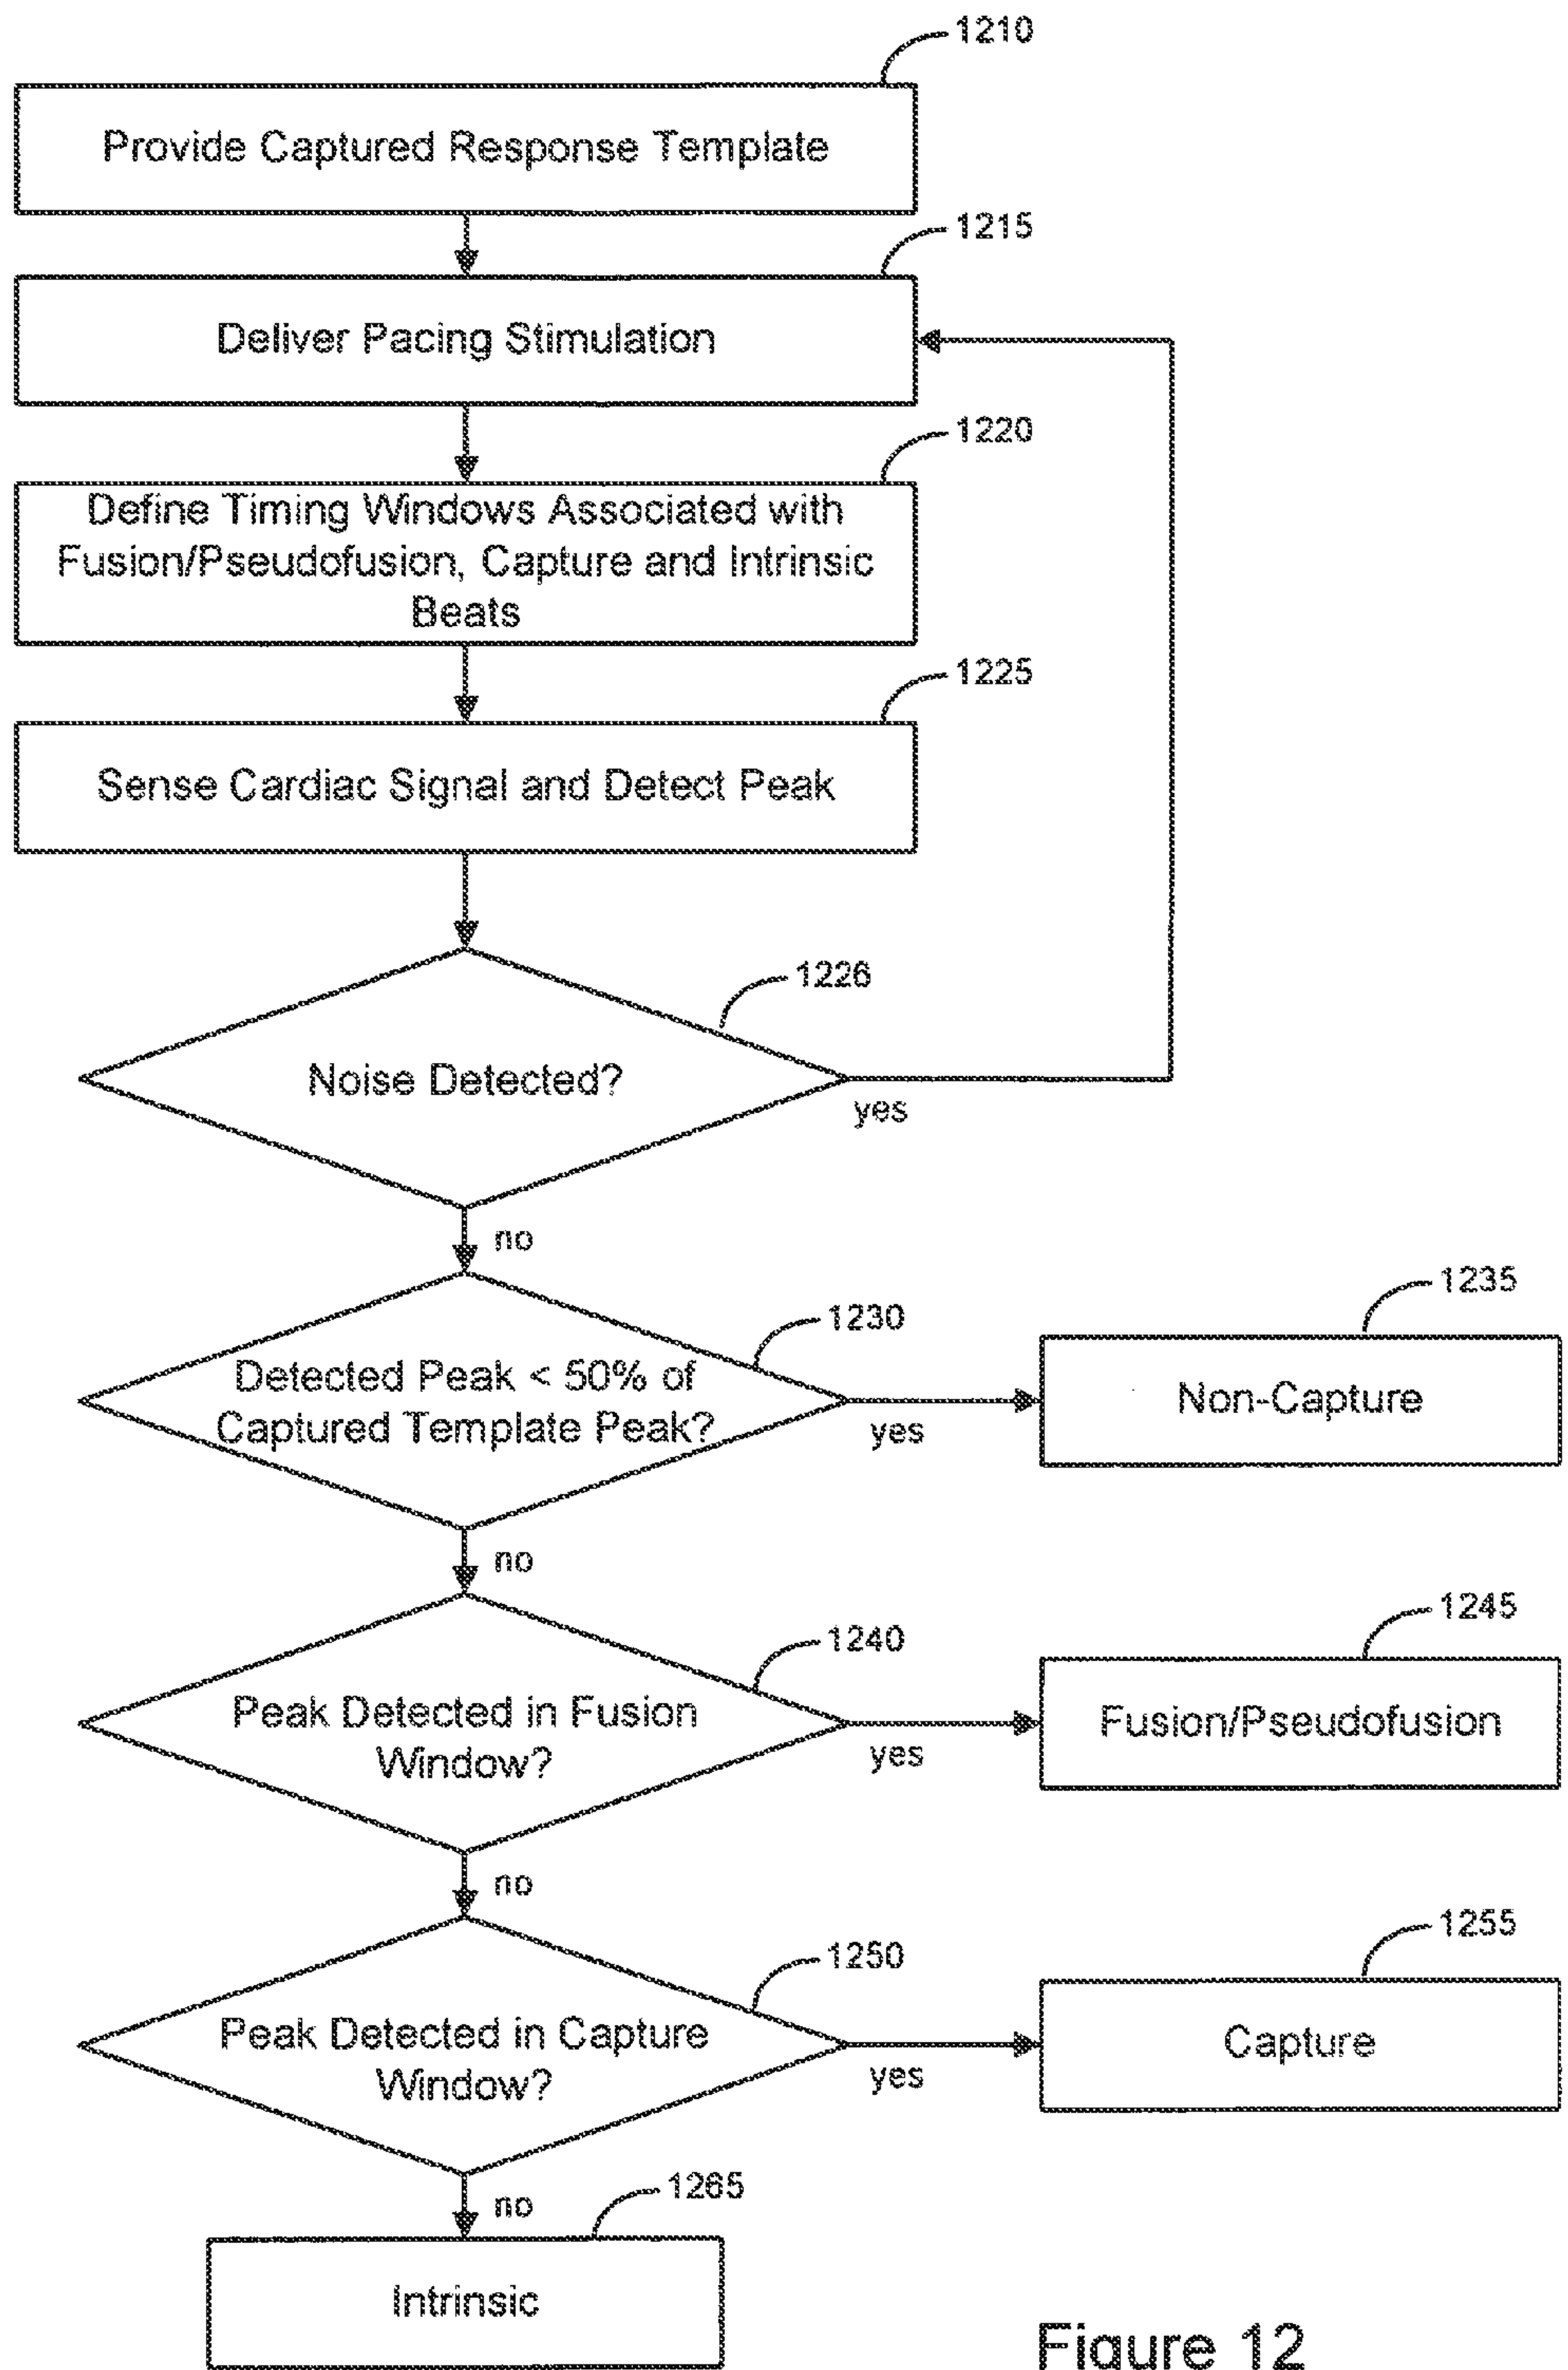 1210
Provide Captured Response Template
1215
Deliver Pacing Stimulation
1220
Define Timing Windows Associated with
Fusion/Pseudofusion, Capture and Intrinsic
Beats
1225
Sense Cardiac Signal and Detect Peak
1226
Noise Detected?
yes
no
1230
Detected Peak < 50% of
Captured Template Peak?
yes
1235
Non-Capture
no
1240
Peak Detected in Fusion
Window?
yes
1245
Fusion/Pseudofusion
no
1250
Peak Detected in Capture
Window?
yes
1255
Capture
no
1265
Intrinsic
Figure 12